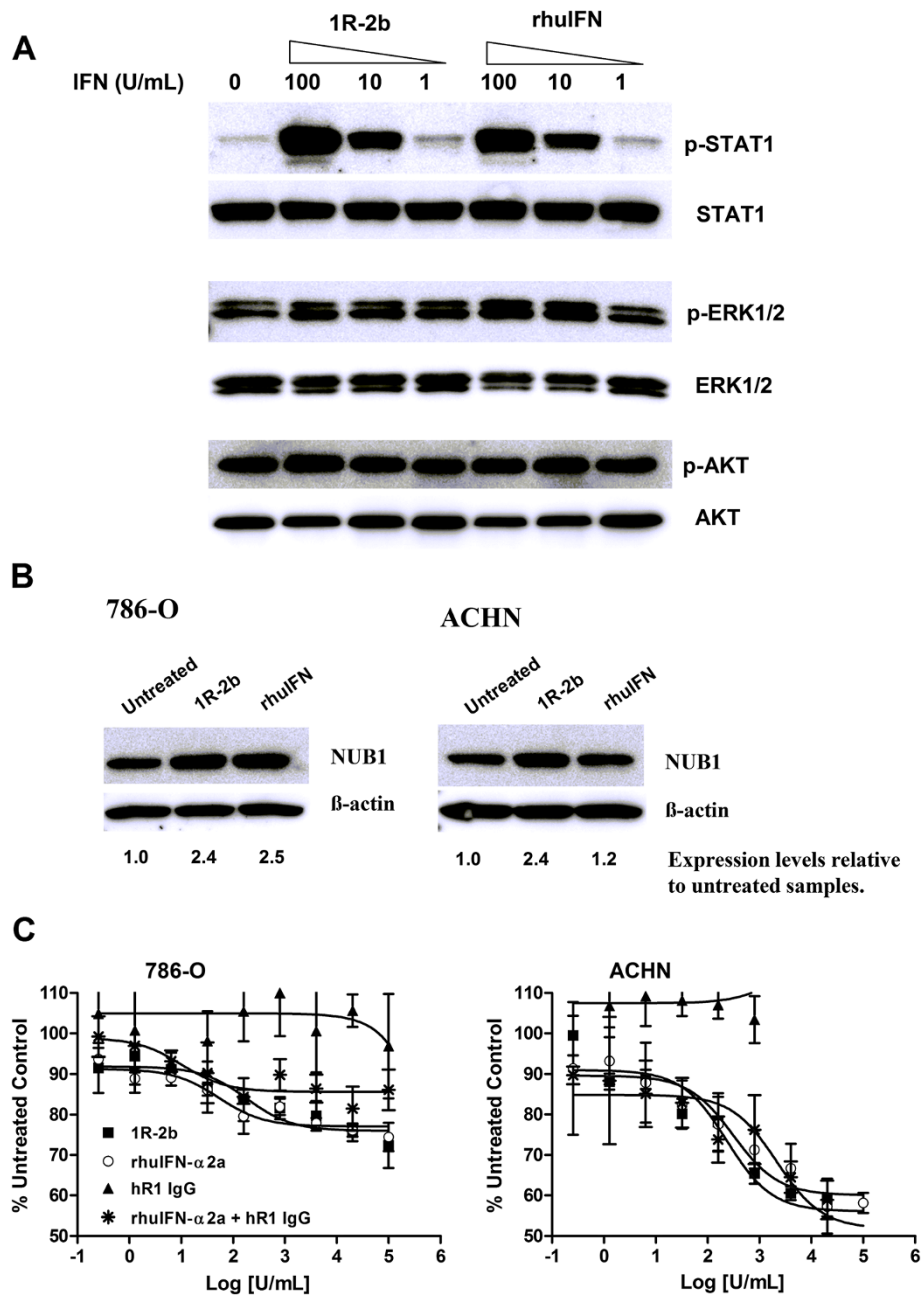 A
1R-2b
rhuIFN
IFN (U/mL)
0
100
10
1
100
10
1
p-STAT1
STAT1
p-ERK1/2
ERK1/2
p-AKT
AKT
B
786-O
ACHN
Untreated
1R-2b
rhuIFN
Untreated
1R-2b
rhuIFN
NUB1
NUB1
ß-actin
ß-actin
1.0
2.4
2.5
1.0
2.4
1.2
Expression levels relative
to untreated samples.
C
786-O
110
100
90
80
70
60
50
% Untreated Control
1R-2b
rhuIFN-α2a
hR1 IgG
rhuIFN-α2a + hR1 IgG
-1
0
1
2
3
4
5
6
Log [U/mL]
ACHN
110
100
90
80
70
60
50
% Untreated Control
-1
0
1
2
3
4
5
6
Log [U/mL]